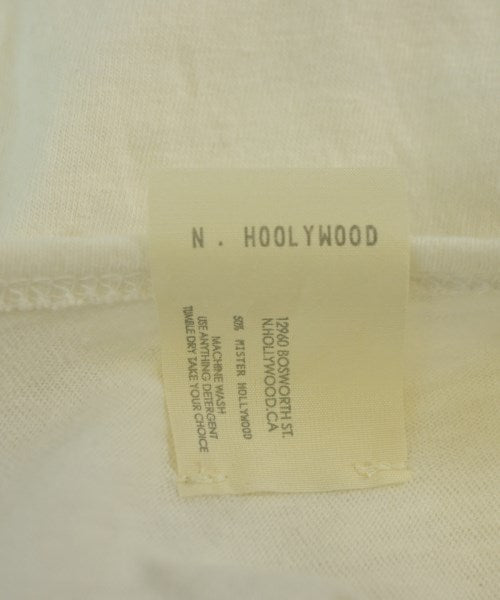 N. HOOLYWOOD
12960 BOSWORTH ST.
N.HOLLYWOOD.CA
50% MISTER HOLLYWOOD
MACHINE WASH
USE ANYTHING DETERGENT
TUMBLE DRY TAKE YOUR CHOICE